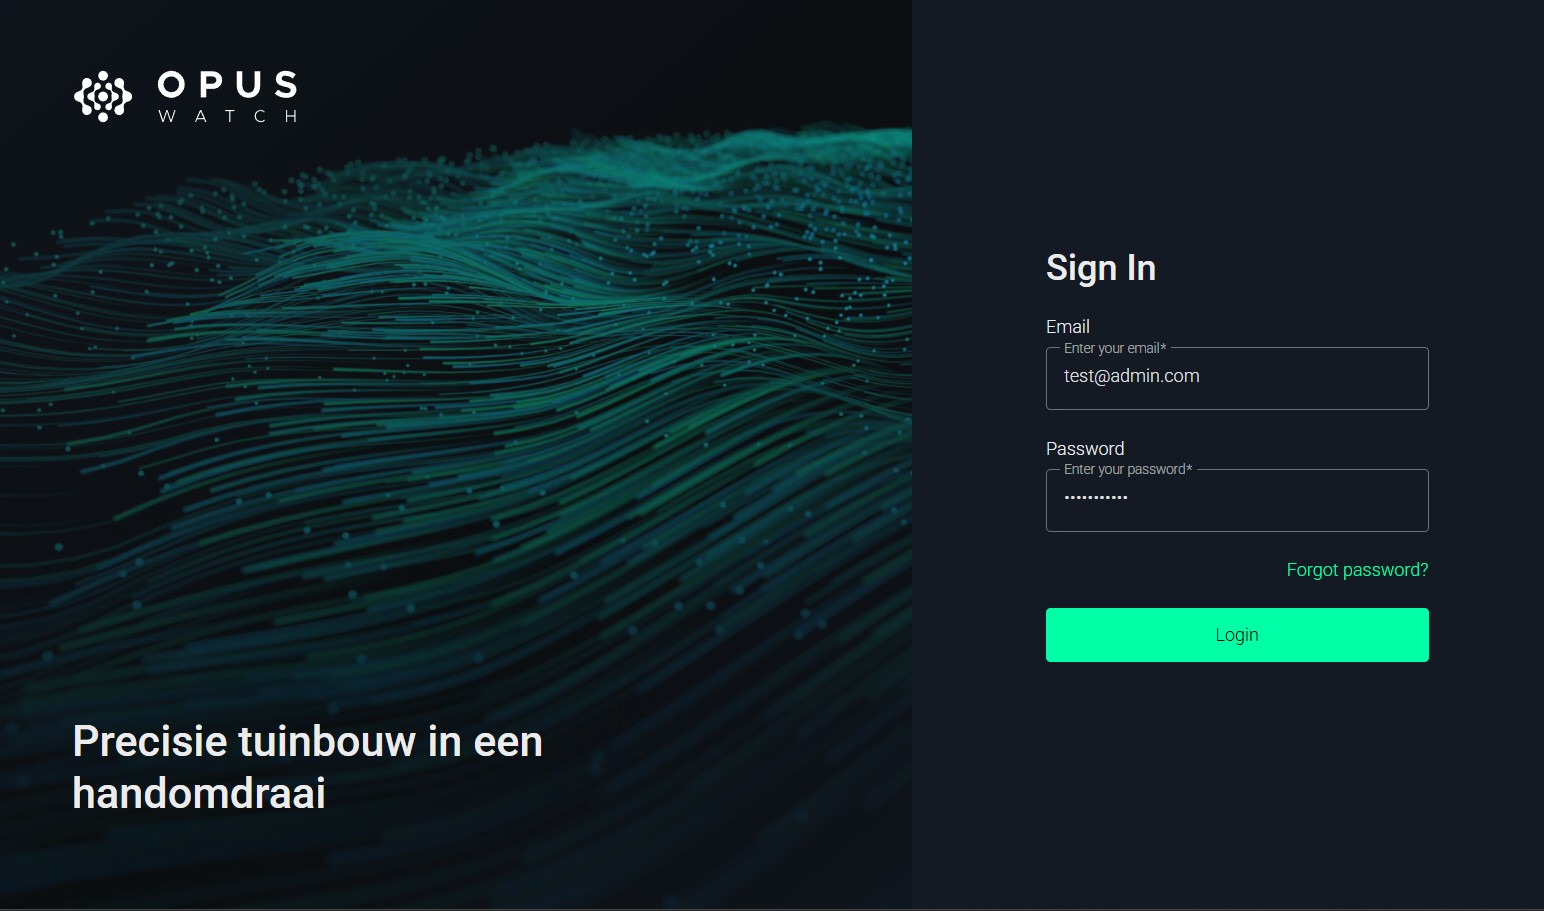 OPUS
WATCH
Precisie tuinbouw in een
handomdraai
Sign In
Email
Enter your email*
test@admin.com
Password
Enter your password*
•••••••••••
Forgot password?
Login